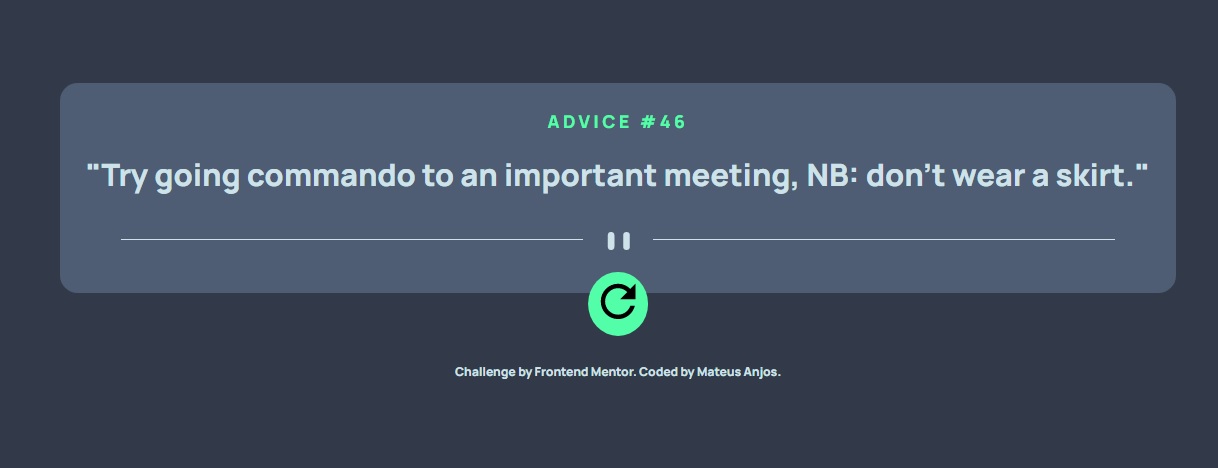 ADVICE #46
"Try going commando to an important meeting, NB: don't wear a skirt."
Challenge by Frontend Mentor. Coded by Mateus Anjos.